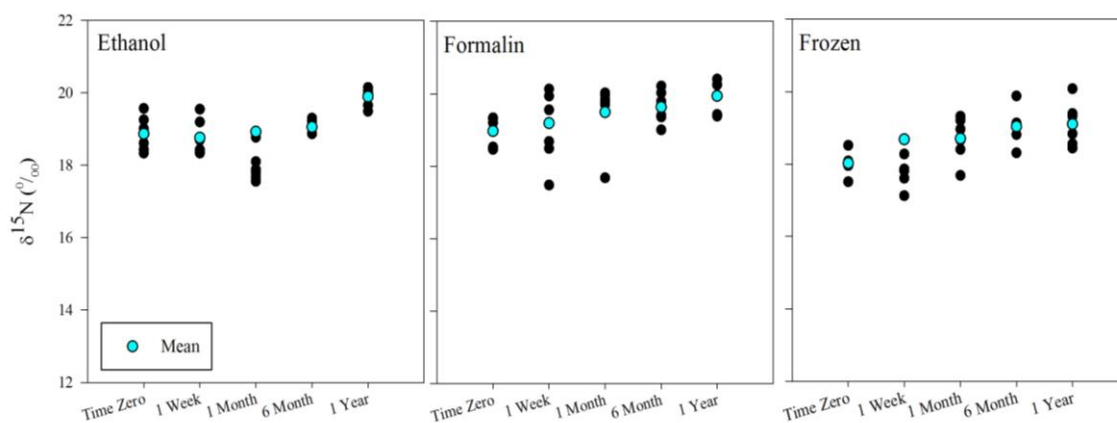 Ethanol
Formalin
Frozen
22
20
18
16
14
12
δ15N (0/00)
Mean
Time Zero
1 Week
1 Month
6 Month
1 Year
Time Zero
1 Week
1 Month
6 Month
1 Year
Time Zero
1 Week
1 Month
6 Month
1 Year